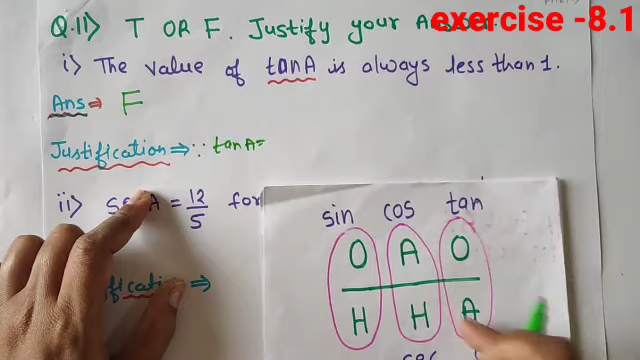 Q.11> T OR F. Justify your
exercise -8.1
i> The value of tanA is always less than 1.
Ans ⇒ F
Justification ⇒ ∵ tanA=
ii> A = 12/5 for
sin cos tan
O A O
H H A
⇒